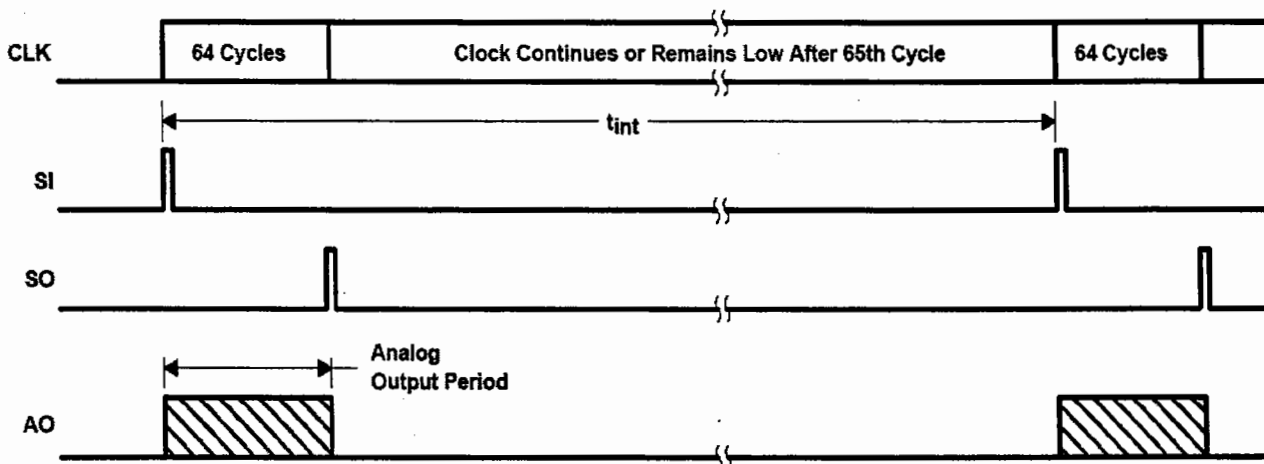 CLK
64 Cycles
Clock Continues or Remains Low After 65th Cycle
64 Cycles
tint
SI
SO
Analog
Output Period
AO